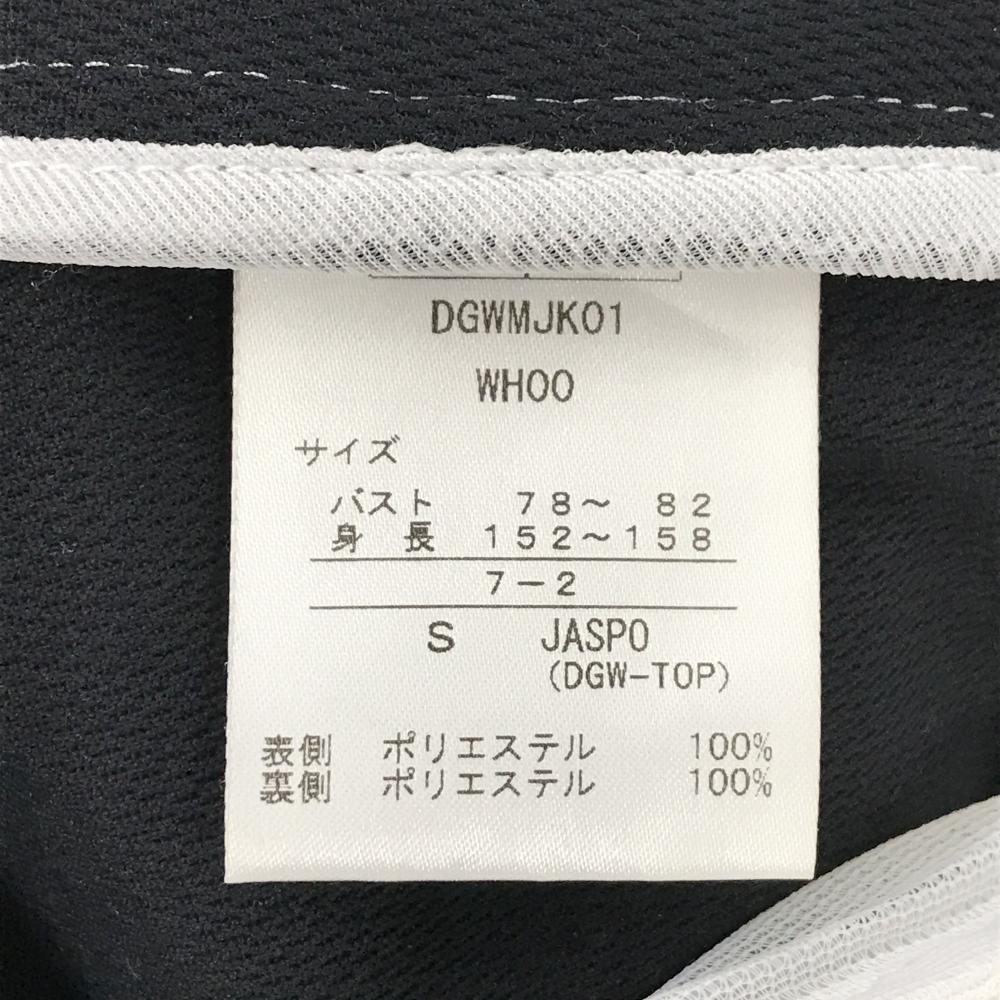 DGWMJK01
WH00
サイズ
バスト 78～ 82
身 長 152～158
7－2
S JASPO
(DGW-TOP)
表側 ポリエステル 100%
裏側 ポリエステル 100%